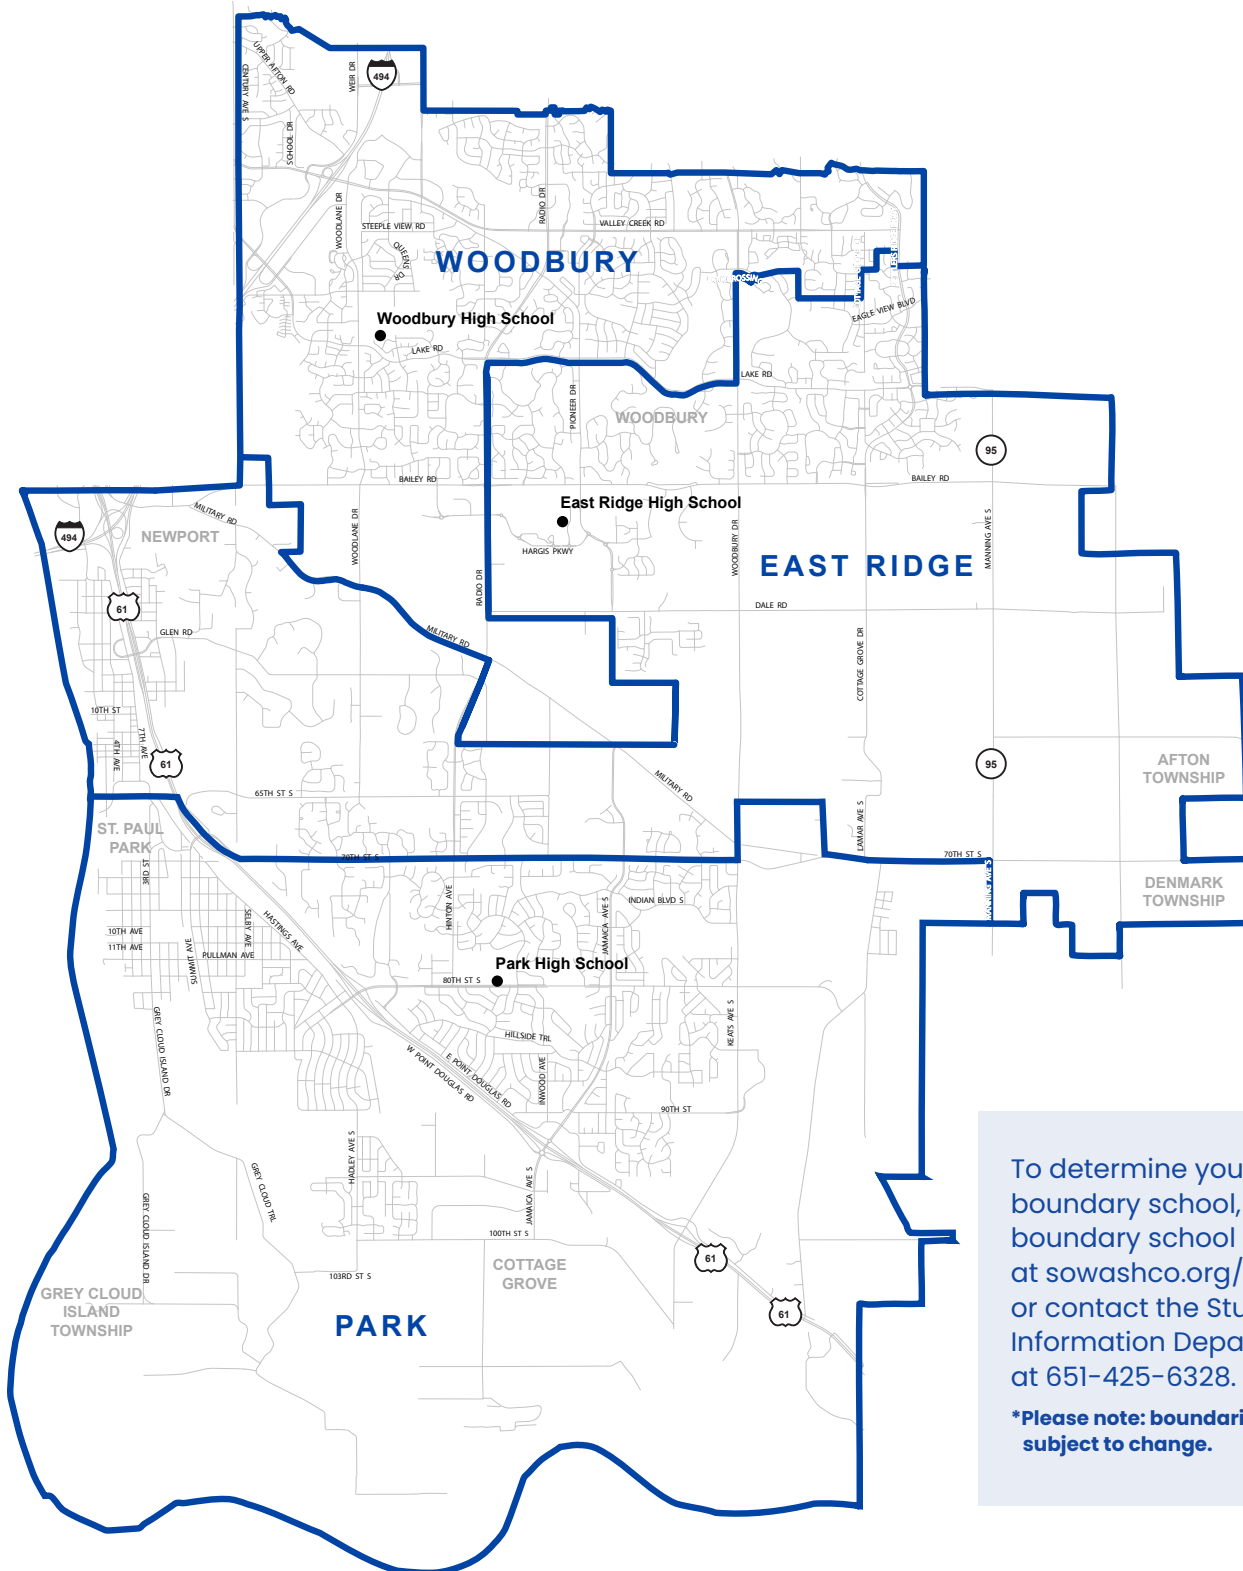 UPPER AFTON RD
CENTURY AVE S
SCHOOL DR
WEIR DR
494
WOODLANE DR
STEEPLE VIEW RD
QUEENS DR
RADIO DR
VALLEY CREEK RD
WOODBURY
Woodbury High School
LAKE RD
EAGLE VIEW BLVD
LAKE RD
PIONEER DR
WOODBURY
95
BAILEY RD
BAILEY RD
MILITARY RD
494
NEWPORT
WOODLANE DR
East Ridge High School
HARGIS PKWY
WOODBURY DR
MANNING AVE S
EAST RIDGE
RADIO DR
61
DALE RD
GLEN RD
MILITARY RD
COTTAGE GROVE DR
10TH ST
4TH AVE
7TH AVE
61
95
AFTON
TOWNSHIP
MILITARY RD
65TH ST S
LAMAR AVE S
ST. PAUL
PARK
3RD ST
70TH ST S
70TH ST S
MANNING AVE S
DENMARK
TOWNSHIP
HINTON AVE
INDIAN BLVD S
JAMAICA AVE S
SELBY AVE
HASTINGS AVE
10TH AVE
11TH AVE
SUMMIT AVE
PULLMAN AVE
Park High School
80TH ST S
GREY CLOUD ISLAND DR
KEATS AVE S
HILLSIDE TRL
W POINT DOUGLAS RD
E POINT DOUGLAS RD
INWOOD AVE
90TH ST
HADLEY AVE S
GREY CLOUD TRL
GREY CLOUD ISLAND DR
JAMAICA AVE S
100TH ST S
61
COTTAGE
GROVE
103RD ST S
GREY CLOUD
ISLAND
TOWNSHIP
PARK
61
To determine you
boundary school,
boundary school
at sowashco.org/
or contact the Stu
Information Depa
at 651-425-6328.
*Please note: boundari
subject to change.